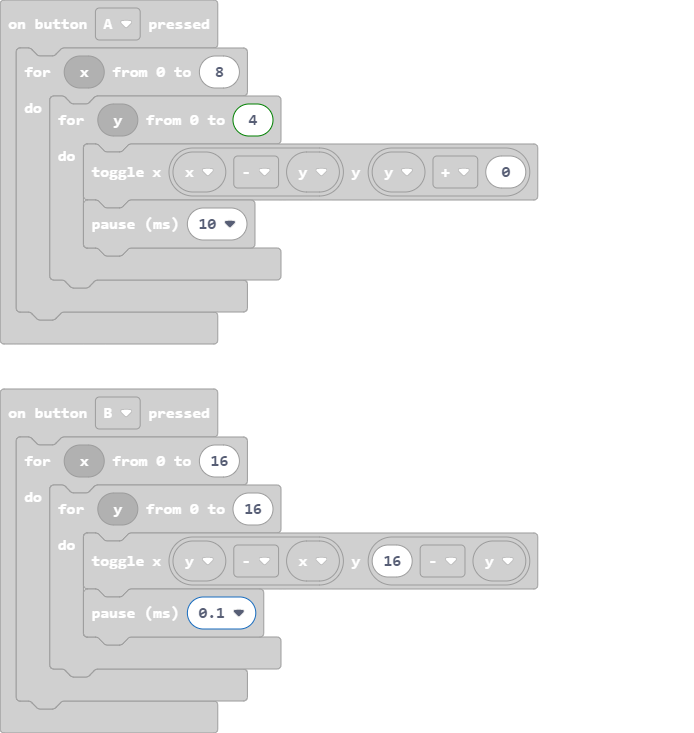 on button A pressed
for x from 0 to 8
do
for y from 0 to 4
do
toggle x x - y y y + 0
pause (ms) 10
on button B pressed
for x from 0 to 16
do
for y from 0 to 16
do
toggle x y - x y 16 - y
pause (ms) 0.1